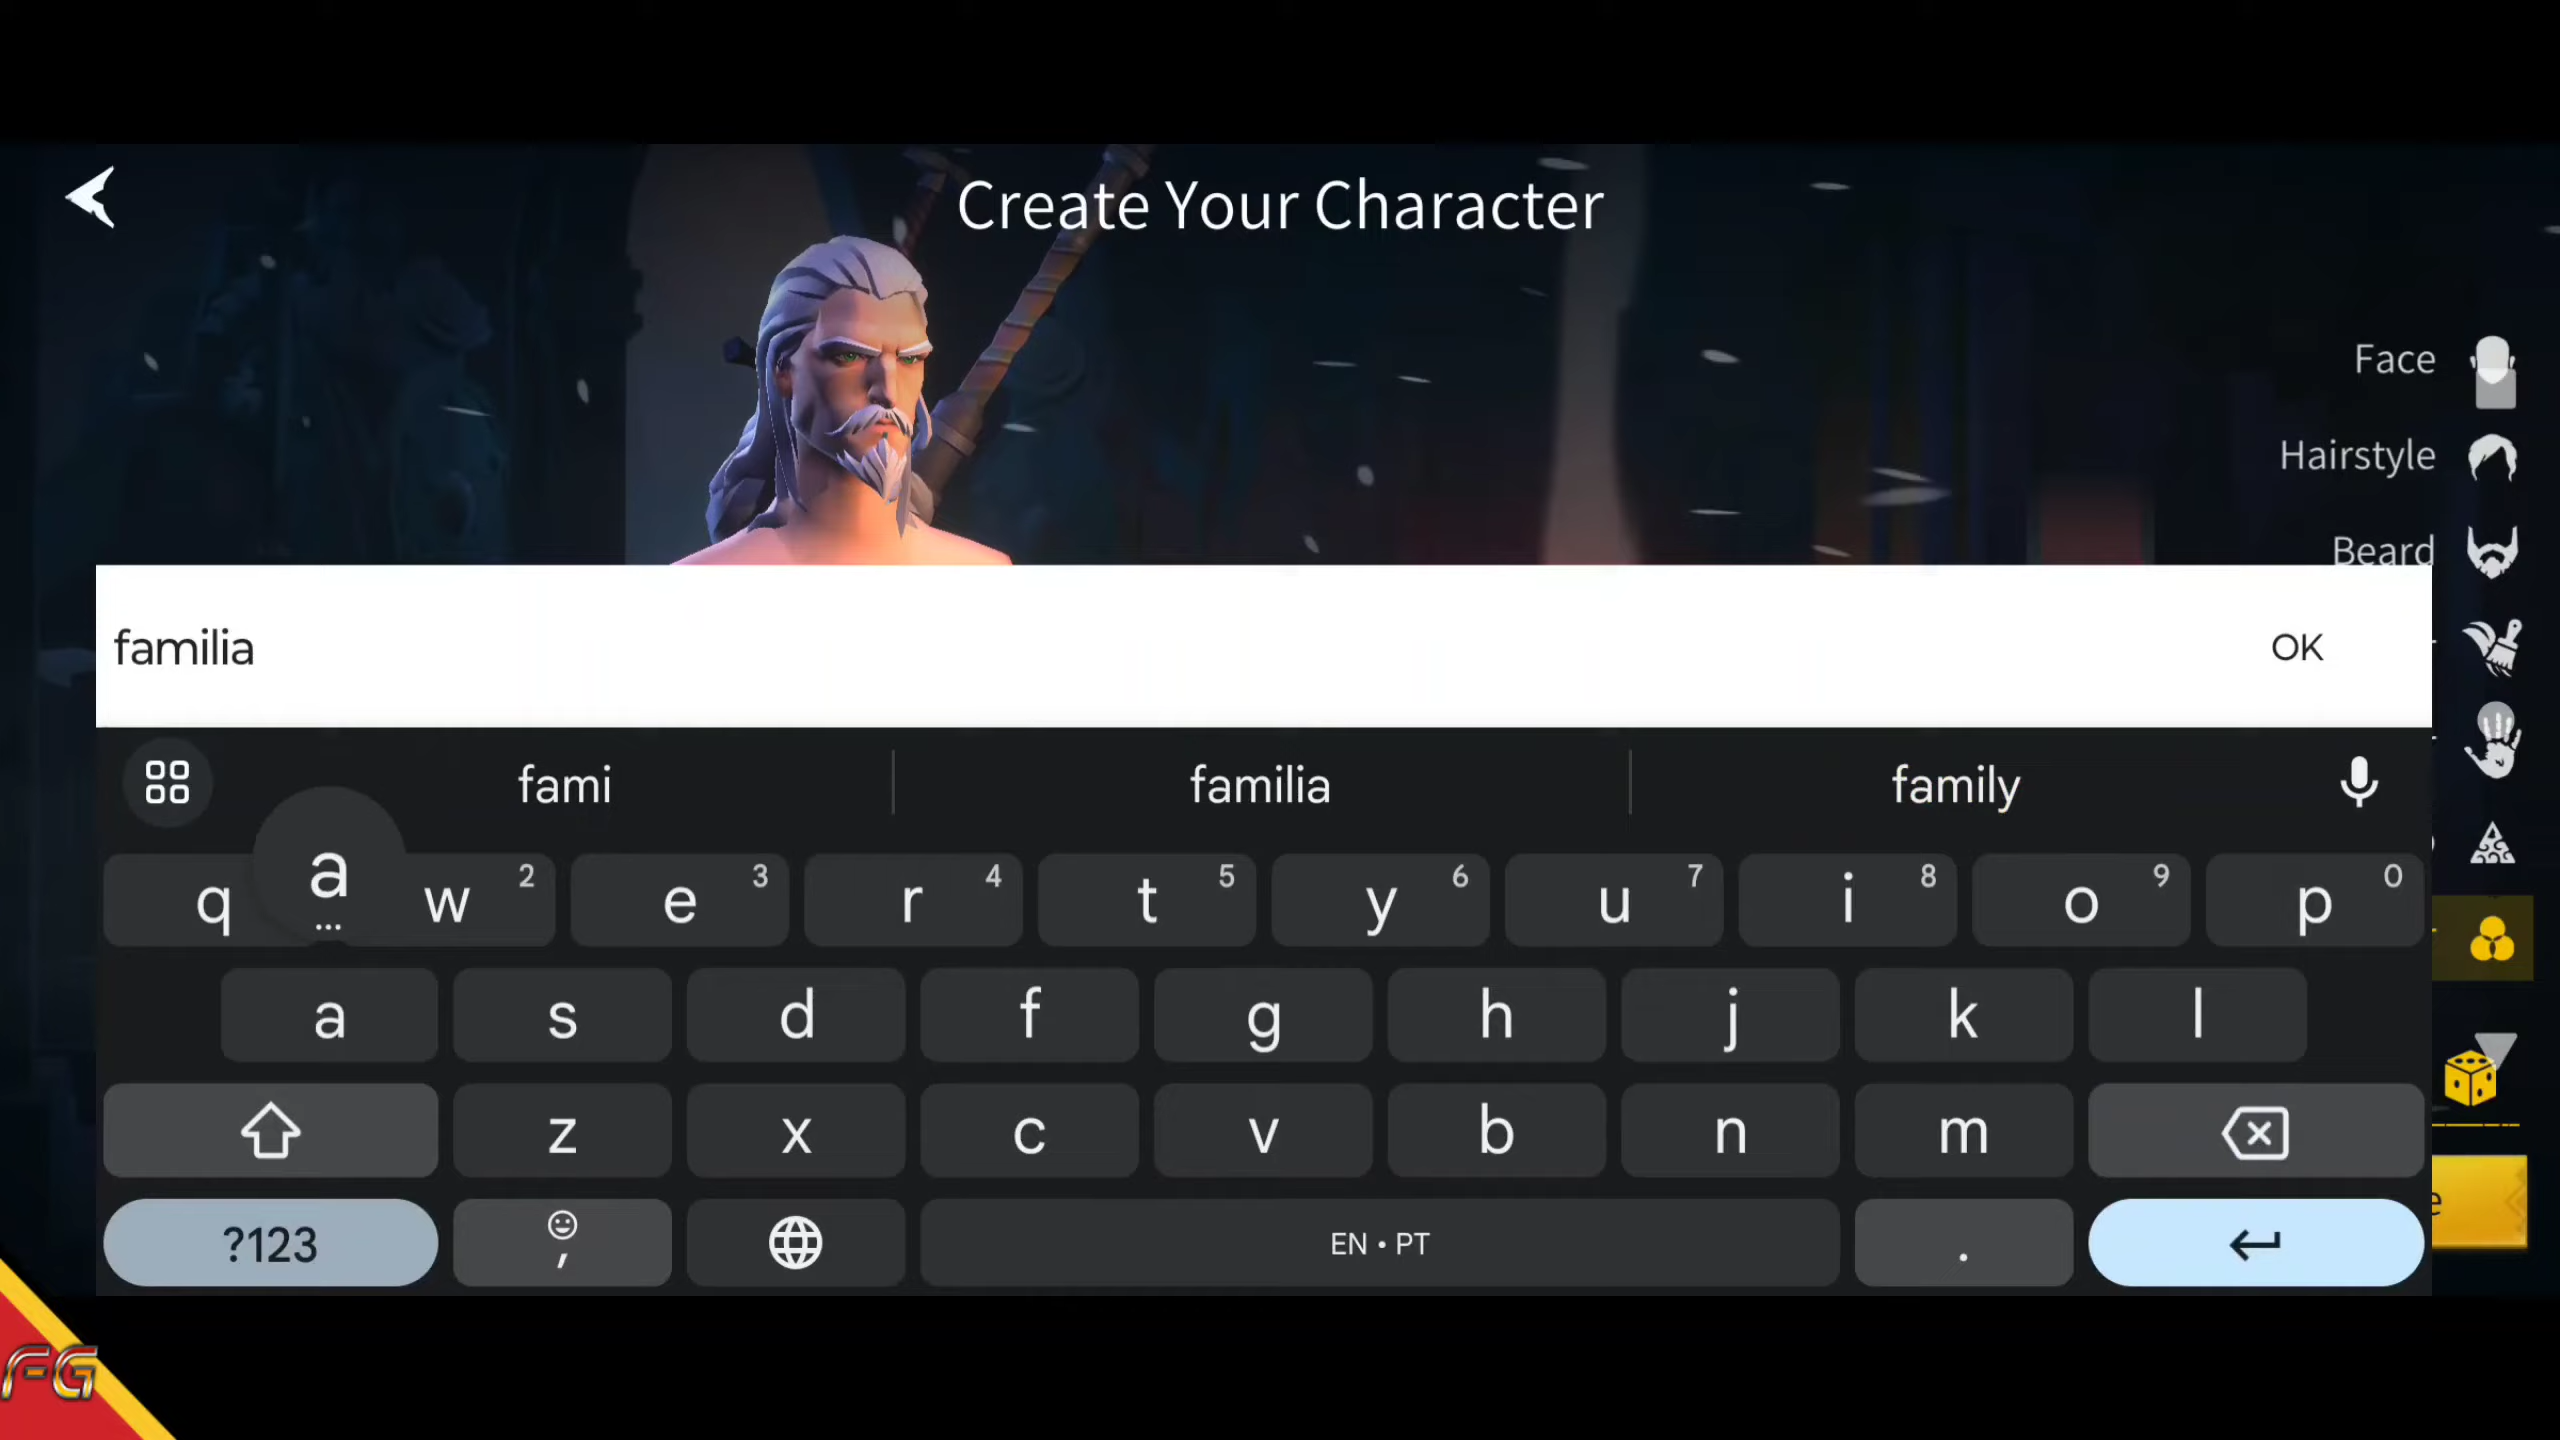 Create Your Character
Face
Hairstyle
Beard
familia OK
fami familia family
a
...
q w 2 e 3 r 4 t 5 y 6 u 7 i 8 o 9 p 0
a s d f g h j k l
z x c v b n m
?123 , EN • PT .
e
FG